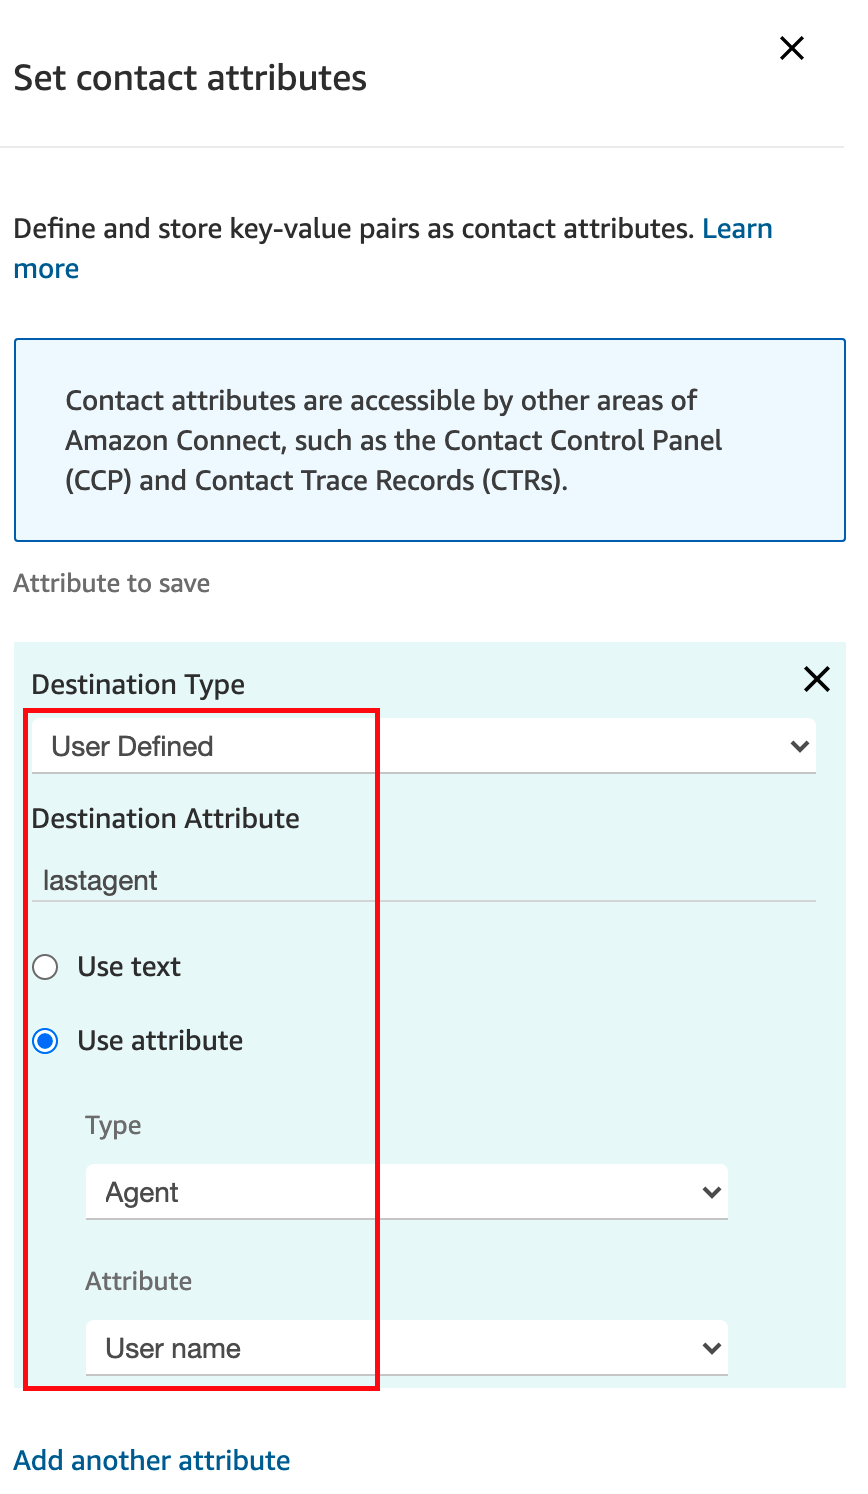 Set contact attributes
Define and store key-value pairs as contact attributes. Learn
more
Contact attributes are accessible by other areas of
Amazon Connect, such as the Contact Control Panel
(CCP) and Contact Trace Records (CTRs).
Attribute to save
Destination Type
User Defined
Destination Attribute
lastagent
Use text
Use attribute
Type
Agent
Attribute
User name
Add another attribute